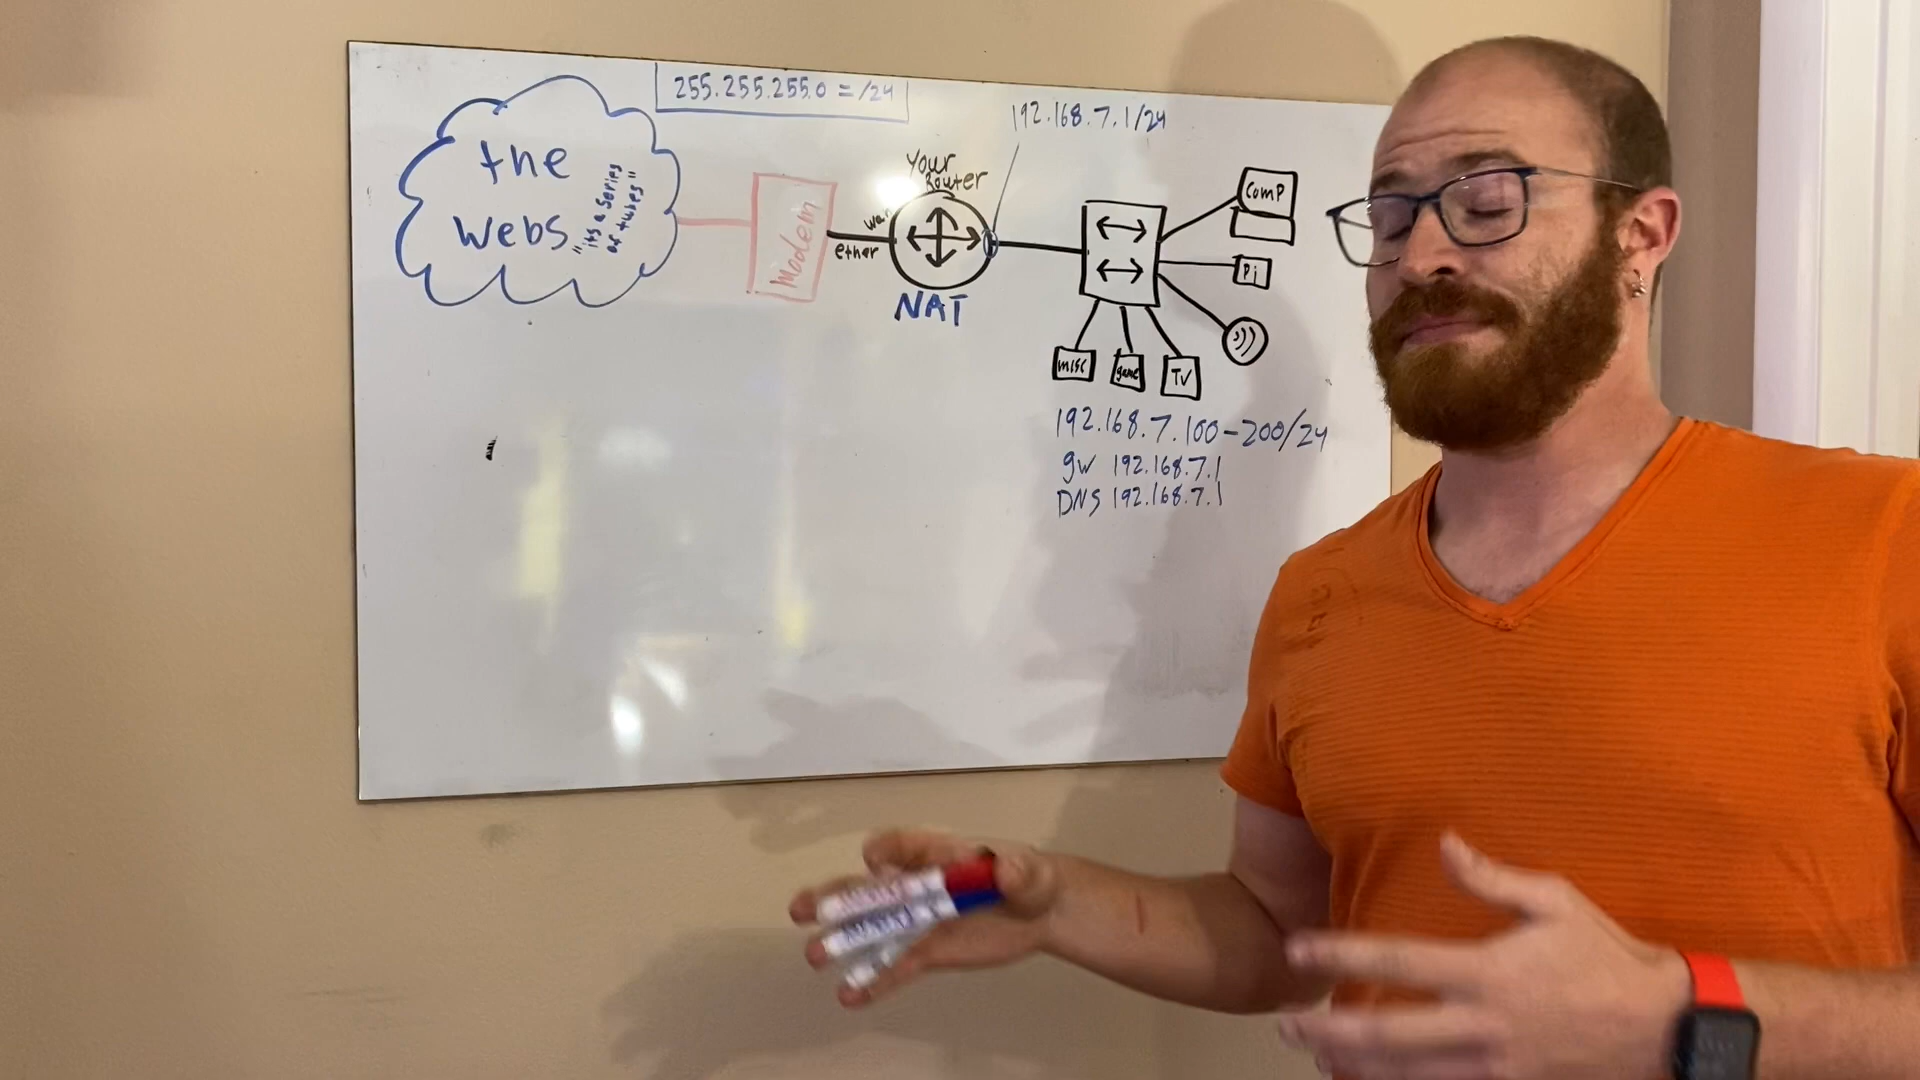 255.255.255.0 = /24
the
webs
"its a series
of tubes"
Modem
wan
ether
Your
Router
NAT
192.168.7.1/24
Comp
Pi
misc
game
TV
192.168.7.100-200/24
gw 192.168.7.1
DNS 192.168.7.1